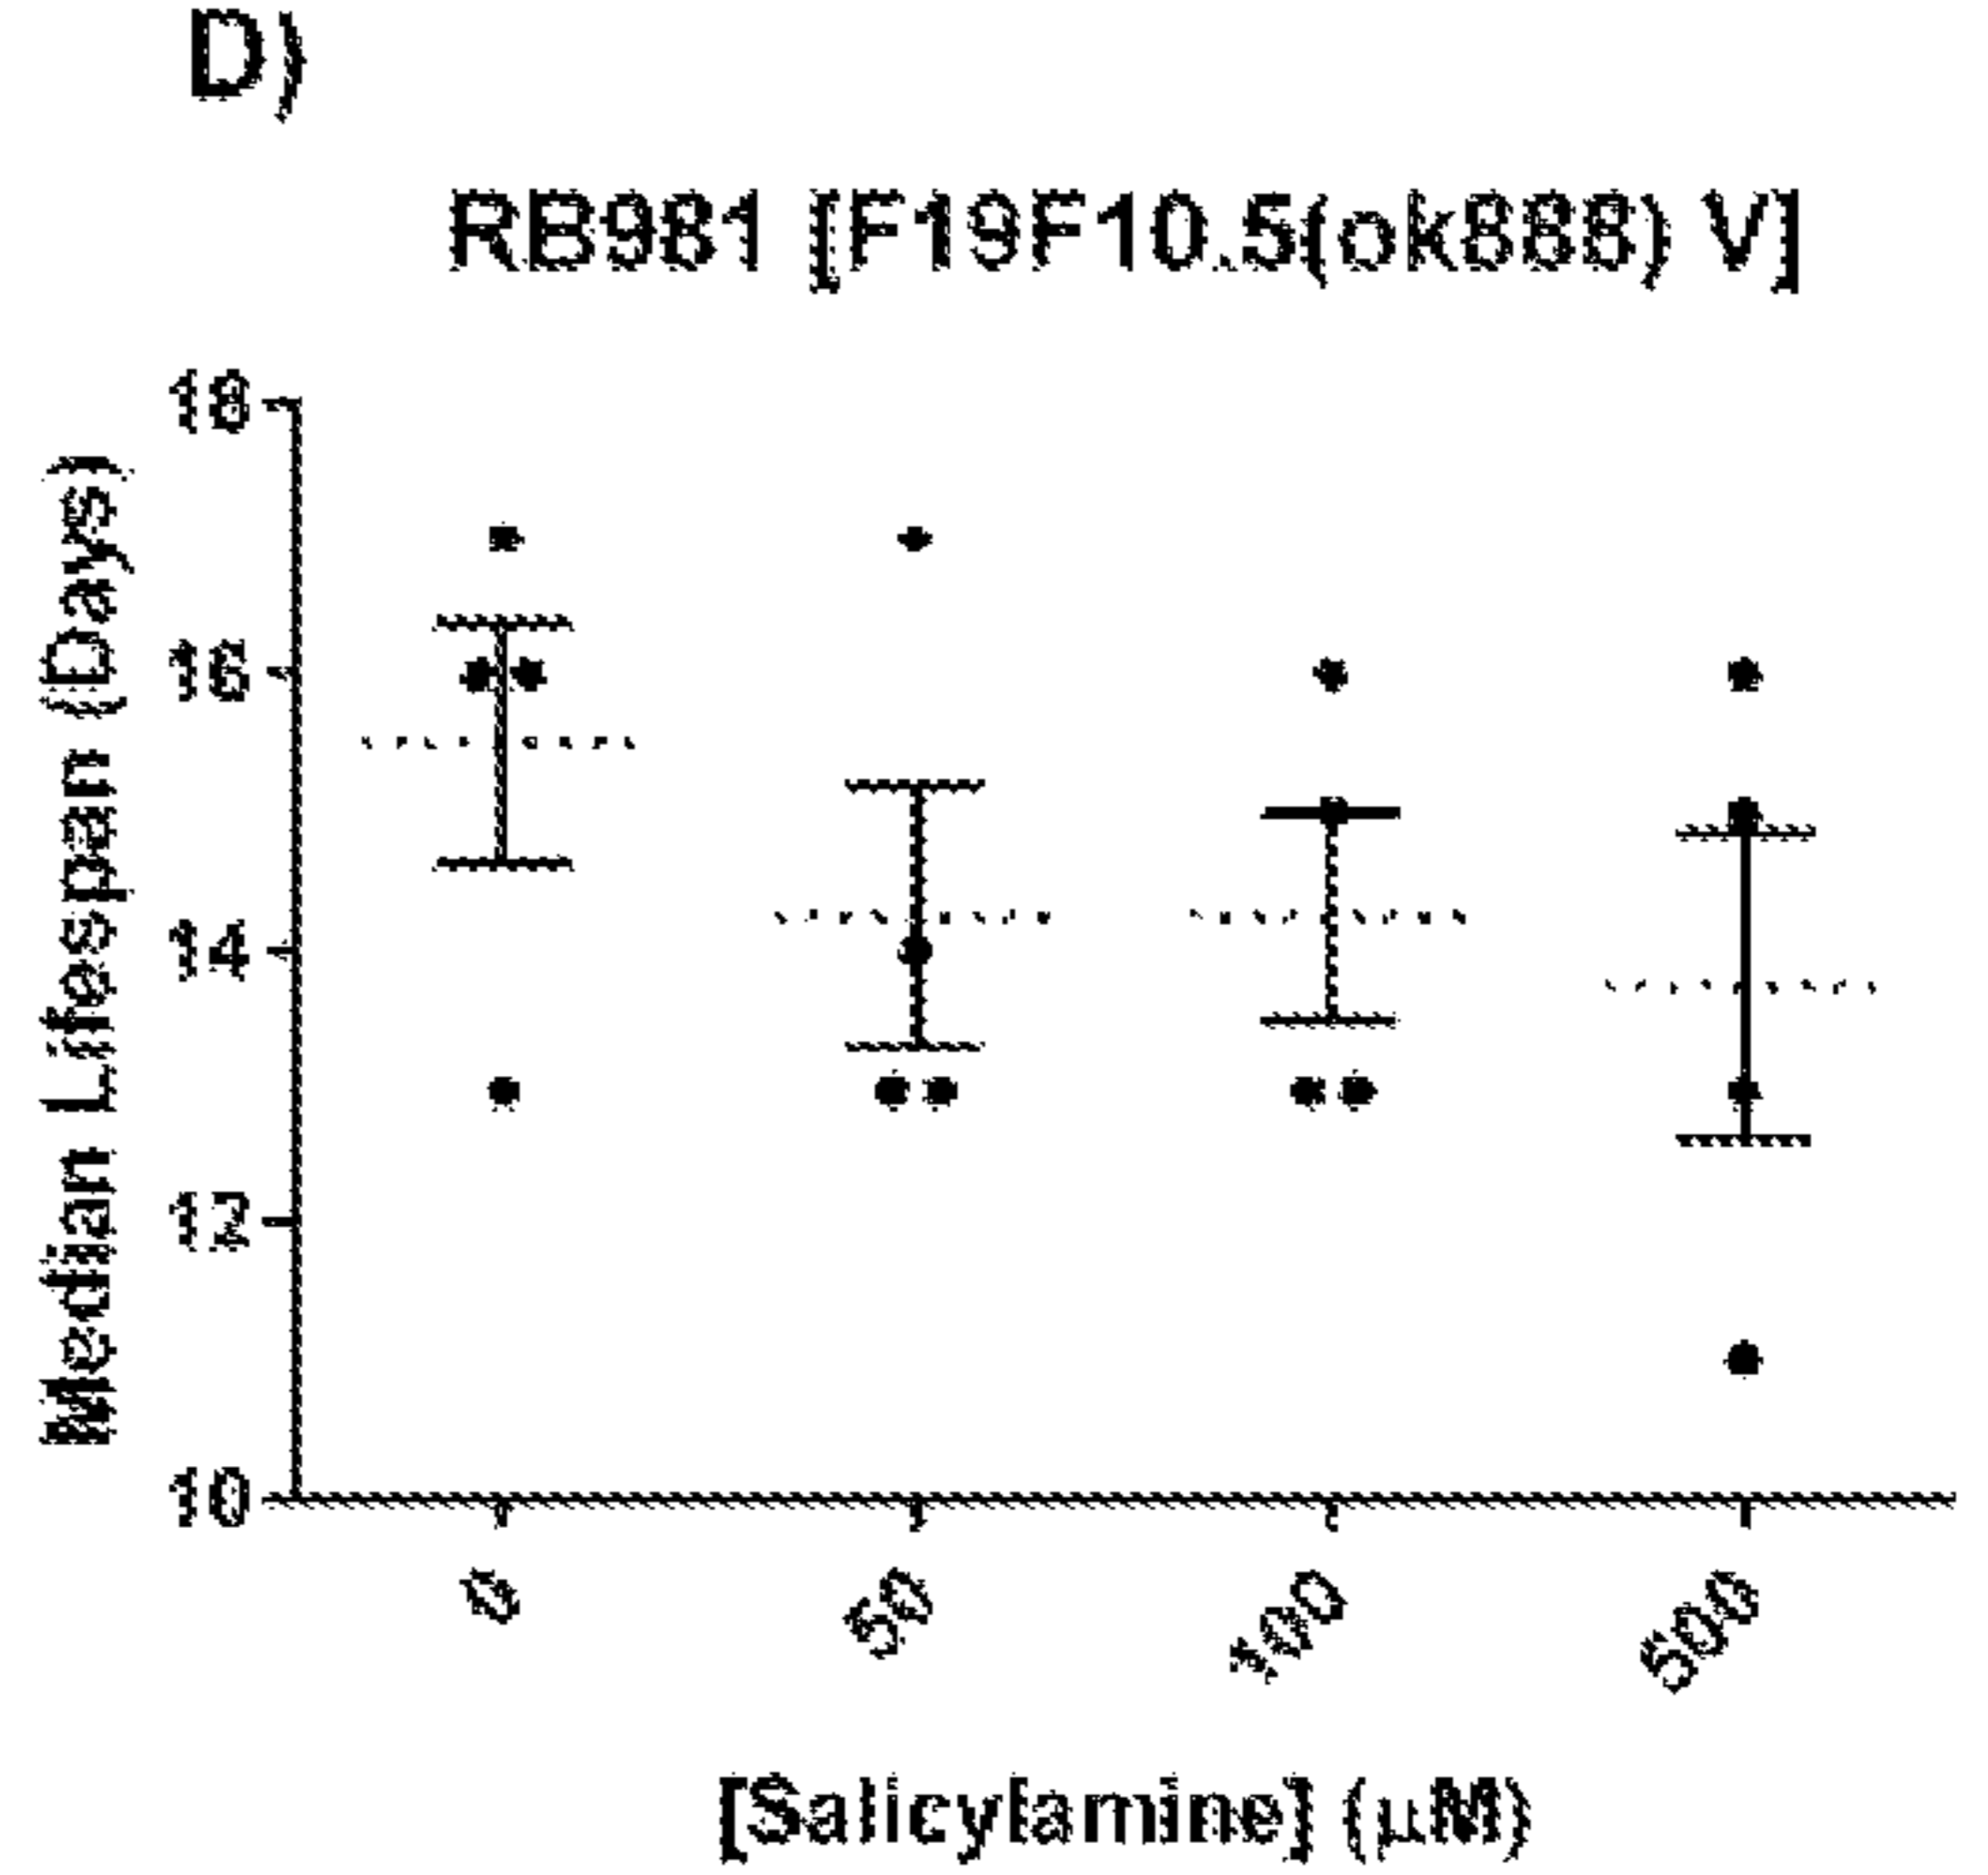 D)
RB981 [F19F10.5(ok888) V]
Median Lifespan (Days)
18
16
14
12
10
0
50
100
500
[Salicylamine] (µM)